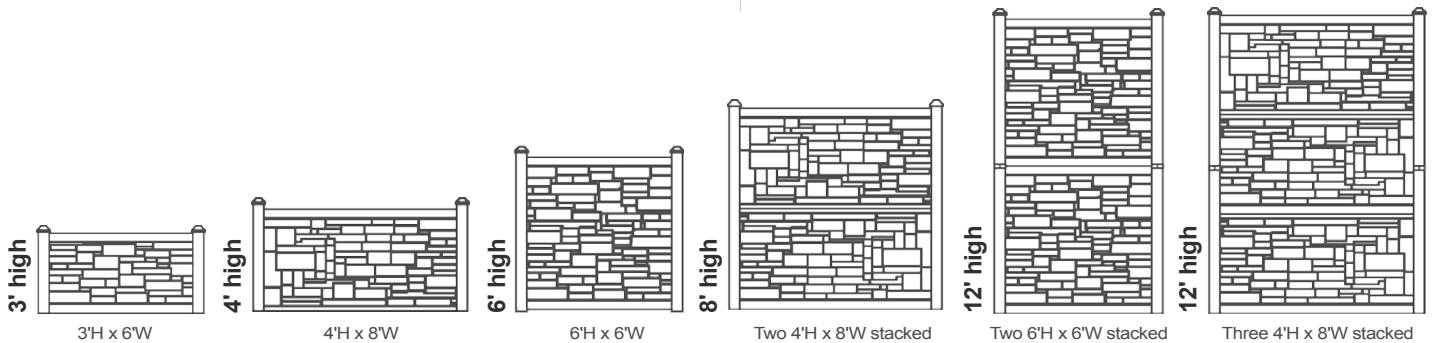 3' high
3'H x 6'W
4' high
4'H x 8'W
6' high
6'H x 6'W
8' high
Two 4'H x 8'W stacked
12' high
Two 6'H x 6'W stacked
12' high
Three 4'H x 8'W stacked